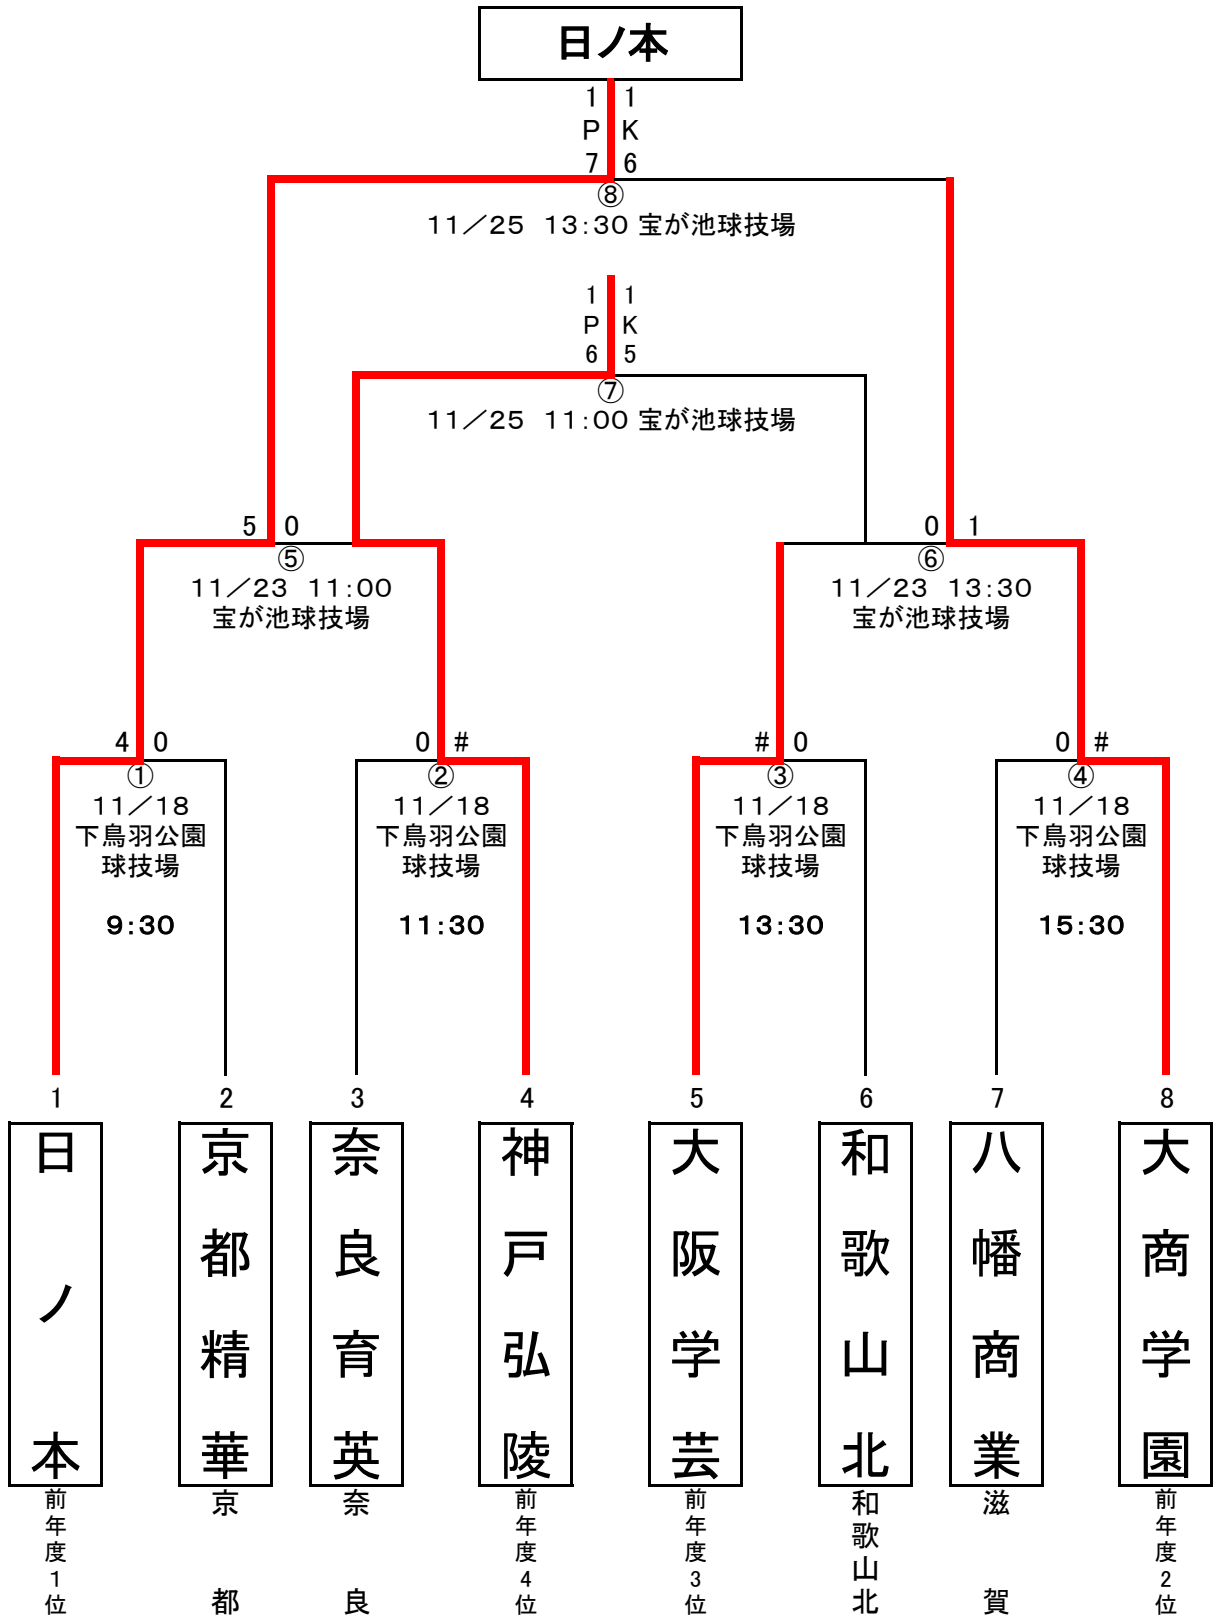 日ノ本
1 1
P K
7 6
⑧
11／25 13:30 宝が池球技場
1 1
P K
6 5
⑦
11／25 11:00 宝が池球技場
5 0
⑤
11／23 11:00
宝が池球技場
0 1
⑥
11／23 13:30
宝が池球技場
4 0
①
11／18
下鳥羽公園
球技場
9:30
0 #
②
11／18
下鳥羽公園
球技場
11:30
# 0
③
11／18
下鳥羽公園
球技場
13:30
0 #
④
11／18
下鳥羽公園
球技場
15:30
1
日ノ本
前年度1位
2
京都精華
京都
3
奈良育英
奈良
4
神戸弘陵
前年度4位
5
大阪学芸
前年度3位
6
和歌山北
和歌山北
7
八幡商業
滋賀
8
大商学園
前年度2位